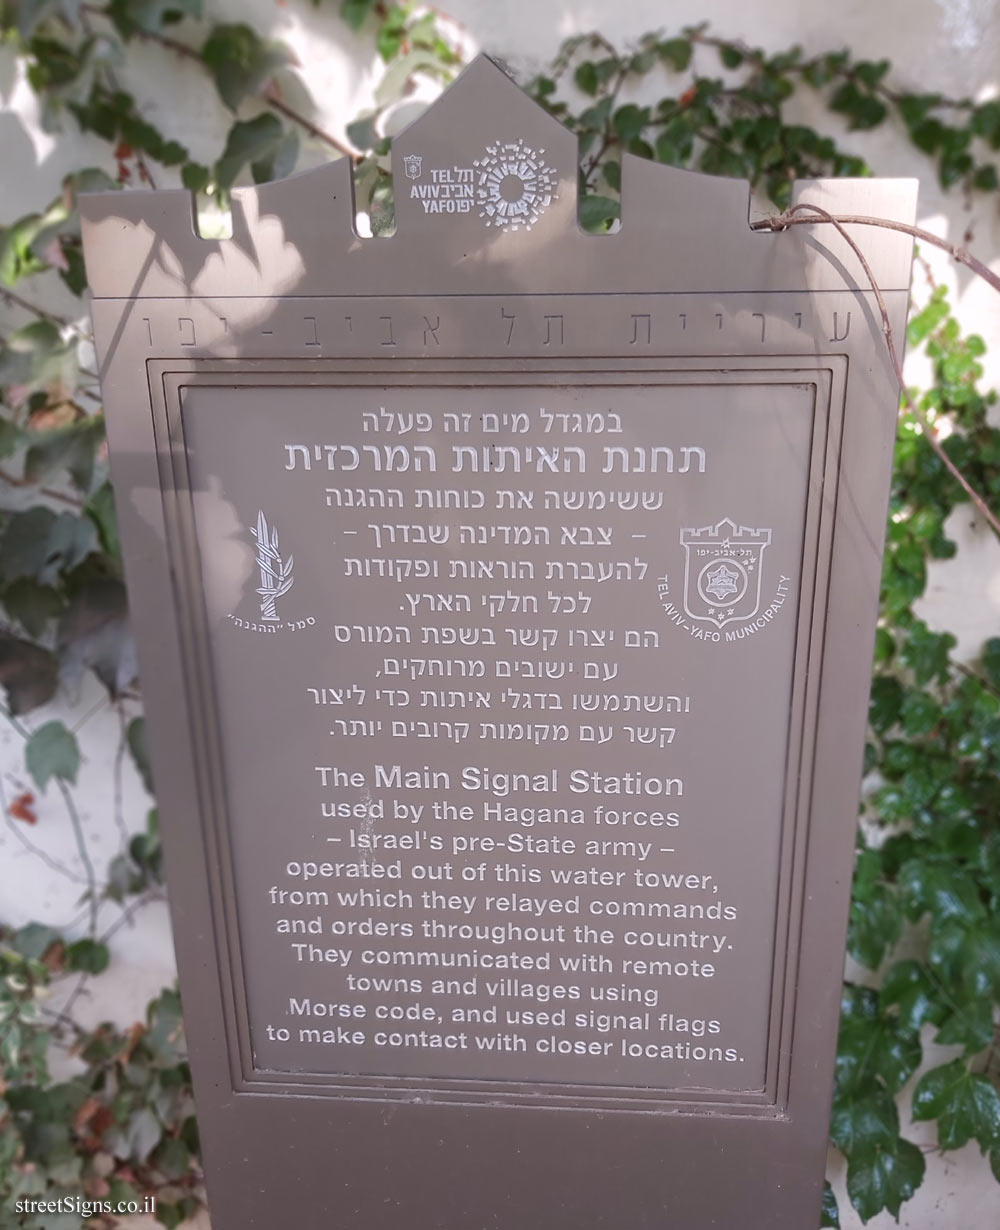 TEL תל
AVIV אביב
YAFO יפו
עיריית תל אביב - יפו
במגדל מים זה פעלה
תחנת האיתות המרכזית
ששימשה את כוחות ההגנה
– צבא המדינה שבדרך –
להעברת הוראות ופקודות
לכל חלקי הארץ.
הם יצרו קשר בשפת המורס
עם ישובים מרוחקים,
והשתמשו בדגלי איתות כדי ליצור
קשר עם מקומות קרובים יותר.
תל-אביב-יפו
TEL AVIV-YAFO MUNICIPALITY
סמל "ההגנה"
The Main Signal Station
used by the Hagana forces
– Israel's pre-State army –
operated out of this water tower,
from which they relayed commands
and orders throughout the country.
They communicated with remote
towns and villages using
Morse code, and used signal flags
to make contact with closer locations.
streetSigns.co.il